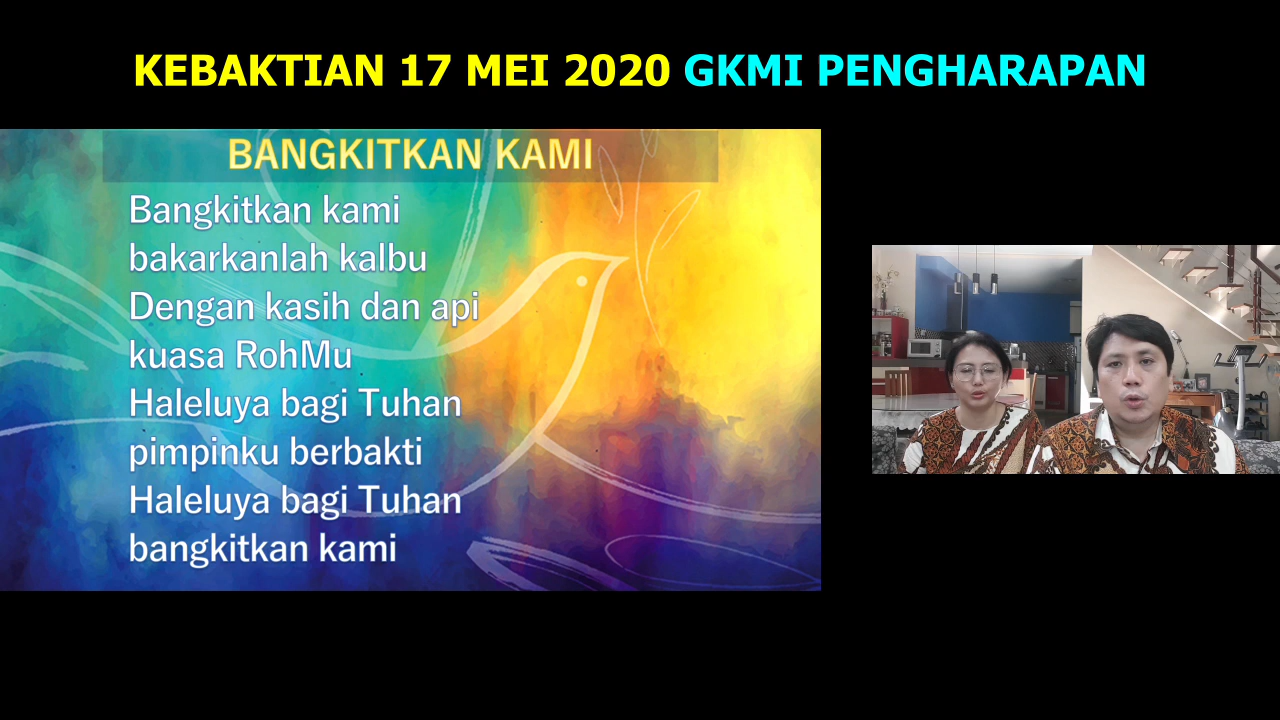 KEBAKTIAN 17 MEI 2020 GKMI PENGHARAPAN
BANGKITKAN KAMI
Bangkitkan kami
bakarkanlah kalbu
Dengan kasih dan api
kuasa RohMu
Haleluya bagi Tuhan
pimpinku berbakti
Haleluya bagi Tuhan
bangkitkan kami